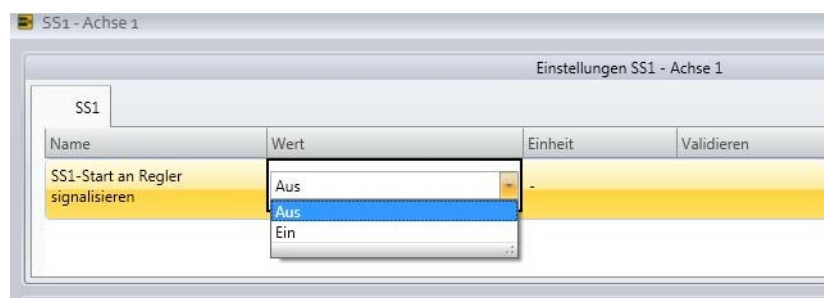 SS1 - Achse 1
Einstellungen SS1 - Achse 1
SS1
Name Wert Einheit Validieren
SS1-Start an Regler
signalisieren
Aus
-
Aus
Ein